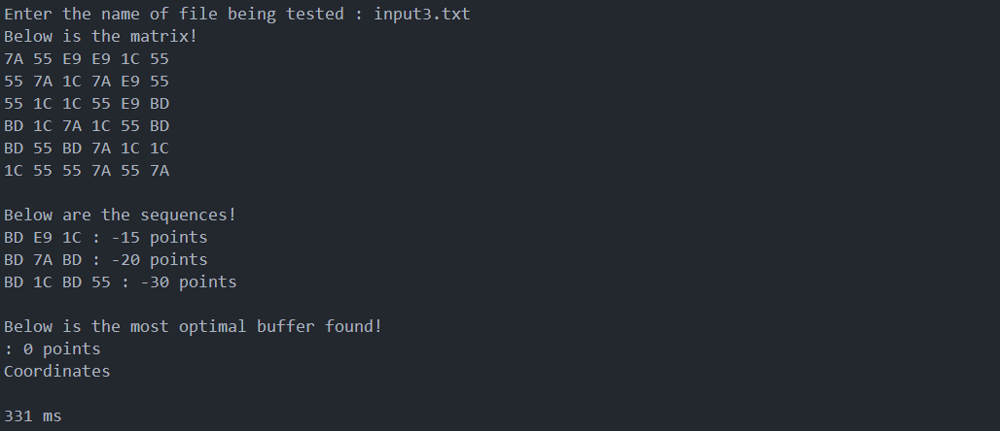 Enter the name of file being tested : input3.txt
Below is the matrix!
7A 55 E9 E9 1C 55
55 7A 1C 7A E9 55
55 1C 1C 55 E9 BD
BD 1C 7A 1C 55 BD
BD 55 BD 7A 1C 1C
1C 55 55 7A 55 7A
Below are the sequences!
BD E9 1C : -15 points
BD 7A BD : -20 points
BD 1C BD 55 : -30 points
Below is the most optimal buffer found!
: 0 points
Coordinates
331 ms